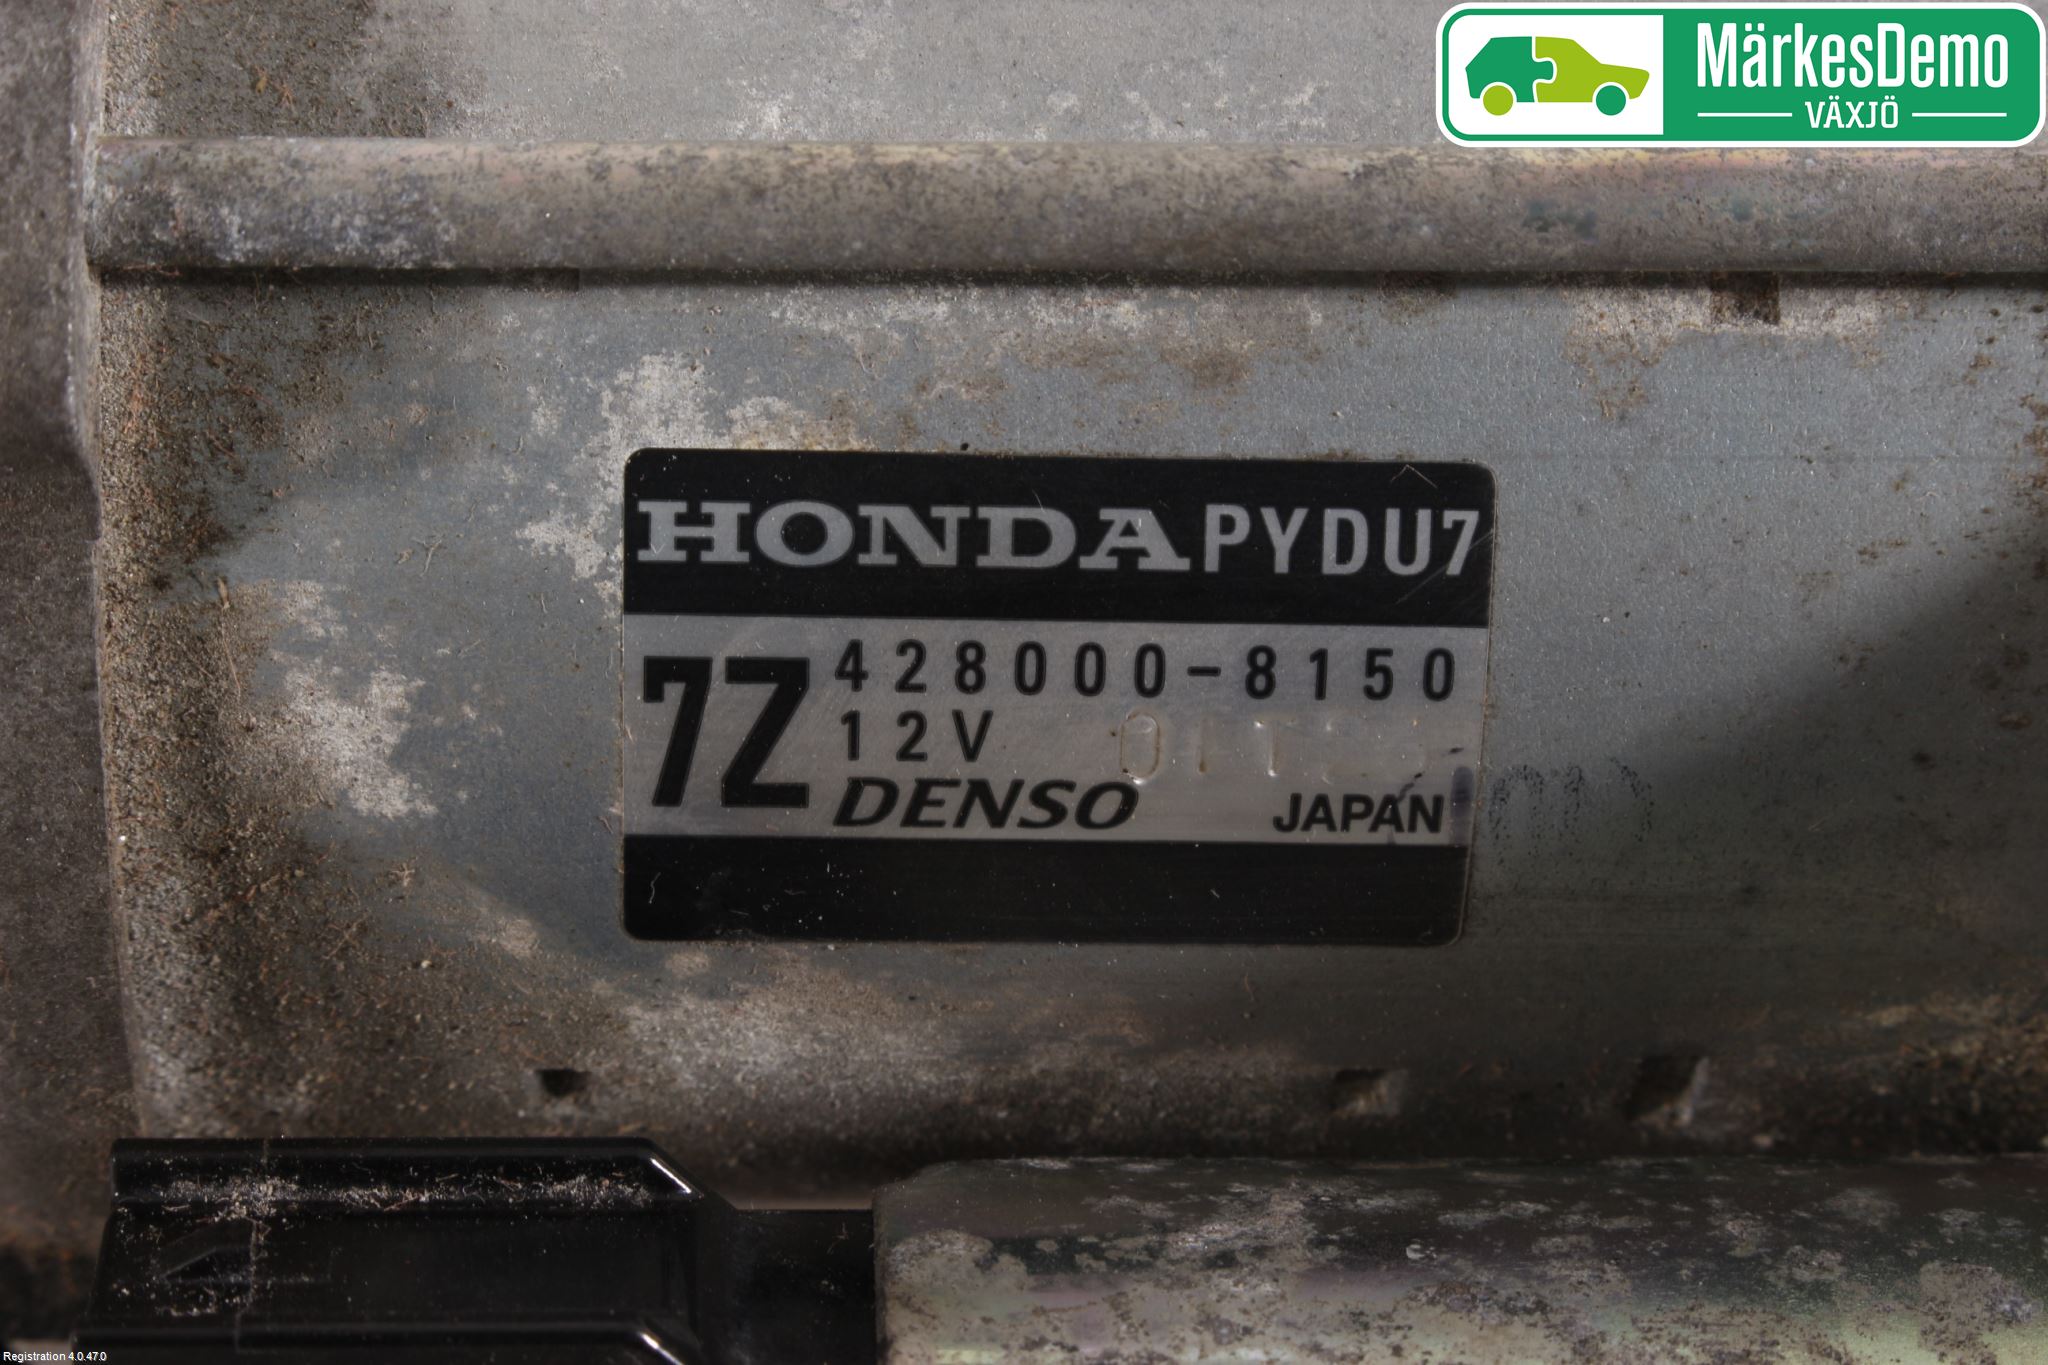 MärkesDemo
VÄXJÖ
HONDA PYDU7
7Z
428000-8150
12V
DENSO JAPAN
Registration 4.0.47.0